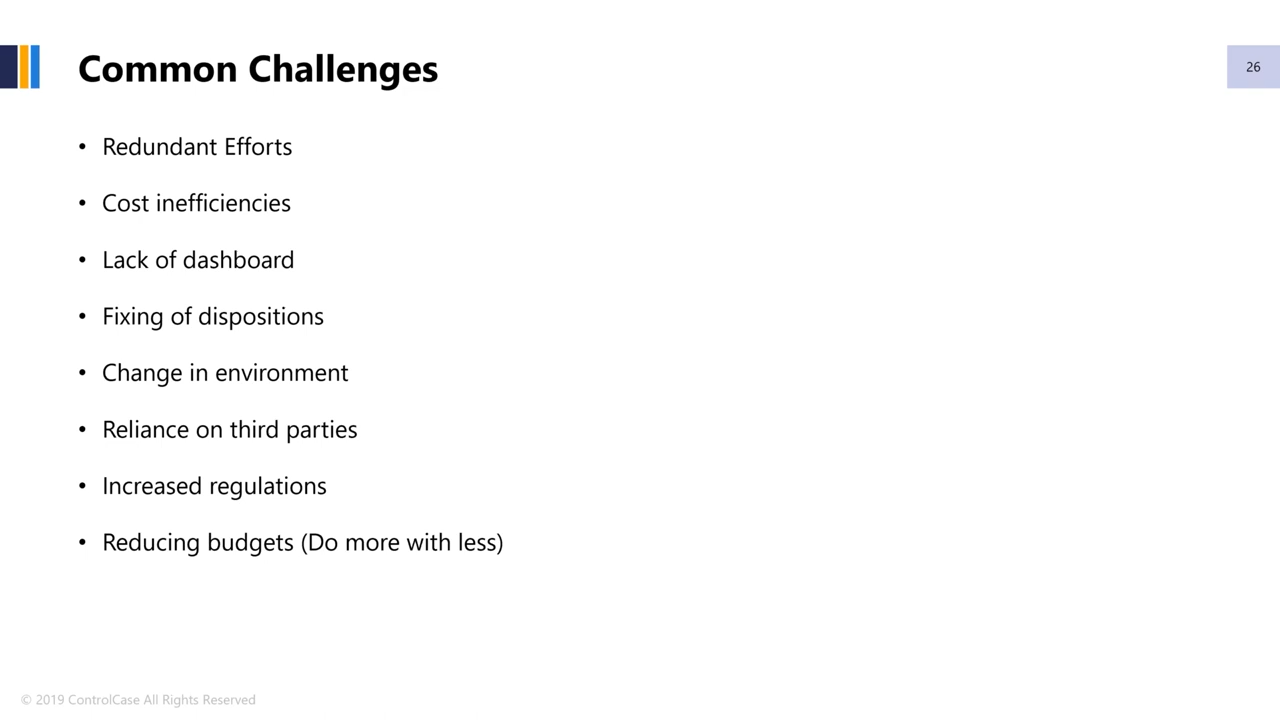 Common Challenges
26
• Redundant Efforts
• Cost inefficiencies
• Lack of dashboard
• Fixing of dispositions
• Change in environment
• Reliance on third parties
• Increased regulations
• Reducing budgets (Do more with less)
© 2019 ControlCase All Rights Reserved